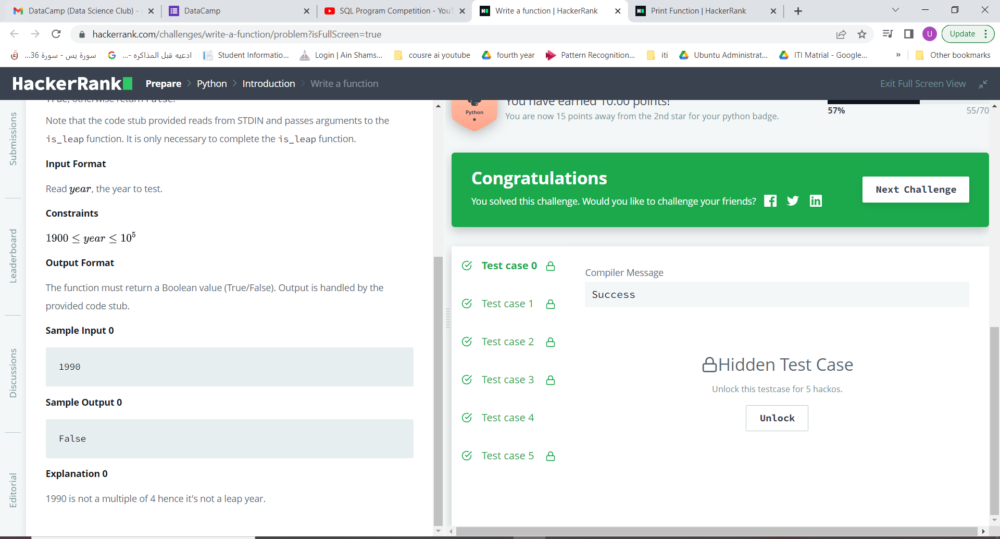 DataCamp (Data Science Club) -
DataCamp
SQL Program Competition - YouT
Write a function | HackerRank
Print Function | HackerRank
hackerrank.com/challenges/write-a-function/problem?isFullScreen=true
U
Update
سورة يس - سورة 36...
ادعيه قبل المذاكره -...
Student Informatio...
Login | Ain Shams...
cousre ai youtube
fourth year
Pattern Recognition...
iti
Ubuntu Administrat...
ITI Matrial - Google...
»
Other bookmarks
HackerRank
Prepare > Python > Introduction > Write a function
Exit Full Screen View
Submissions
Leaderboard
Discussions
Editorial
True, otherwise return False.
Note that the code stub provided reads from STDIN and passes arguments to the
is_leap function. It is only necessary to complete the is_leap function.
Input Format
Read year, the year to test.
Constraints
1900 ≤ year ≤ 10⁵
Output Format
The function must return a Boolean value (True/False). Output is handled by the
provided code stub.
Sample Input 0
1990
Sample Output 0
False
Explanation 0
1990 is not a multiple of 4 hence it's not a leap year.
Python
You have earned 10.00 points!
You are now 15 points away from the 2nd star for your python badge.
57%
55/70
Congratulations
You solved this challenge. Would you like to challenge your friends?
Next Challenge
Test case 0
Test case 1
Test case 2
Test case 3
Test case 4
Test case 5
Compiler Message
Success
Hidden Test Case
Unlock this testcase for 5 hackos.
Unlock